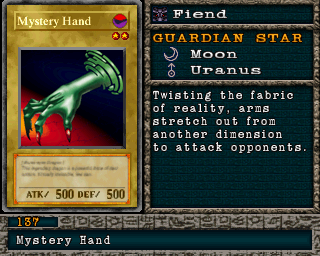 Mystery Hand
ATK/ 500 DEF/ 500
Fiend
GUARDIAN STAR
Moon
Uranus
Twisting the fabric
of reality, arms
stretch out from
another dimension
to attack opponents.
137
Mystery Hand